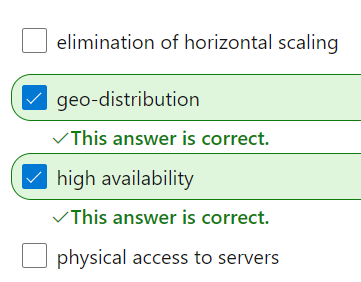 elimination of horizontal scaling
geo-distribution
This answer is correct.
high availability
This answer is correct.
physical access to servers